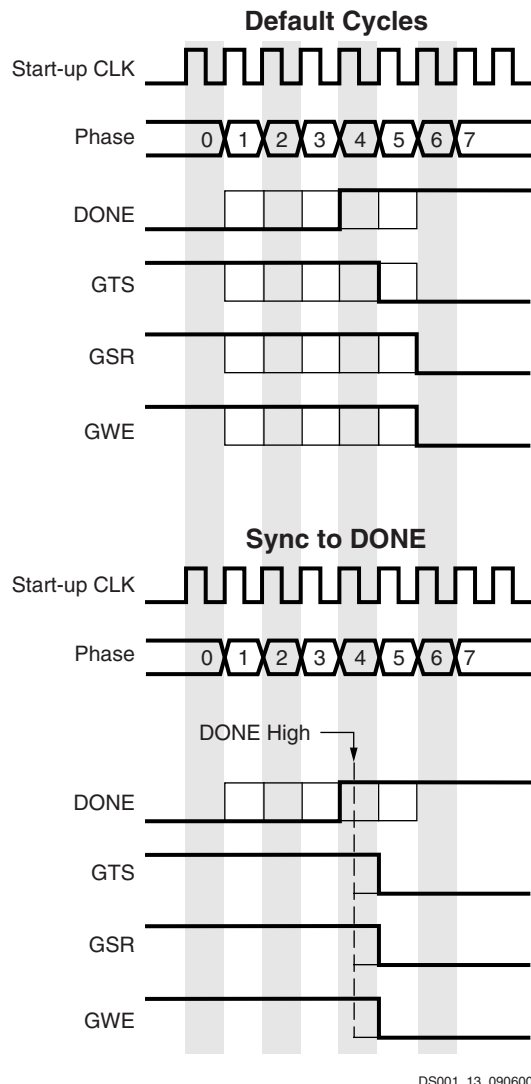 Default Cycles
Start-up CLK
Phase 0 1 2 3 4 5 6 7
DONE
GTS
GSR
GWE
Sync to DONE
Start-up CLK
Phase 0 1 2 3 4 5 6 7
DONE High
DONE
GTS
GSR
GWE
DS001_13_090600